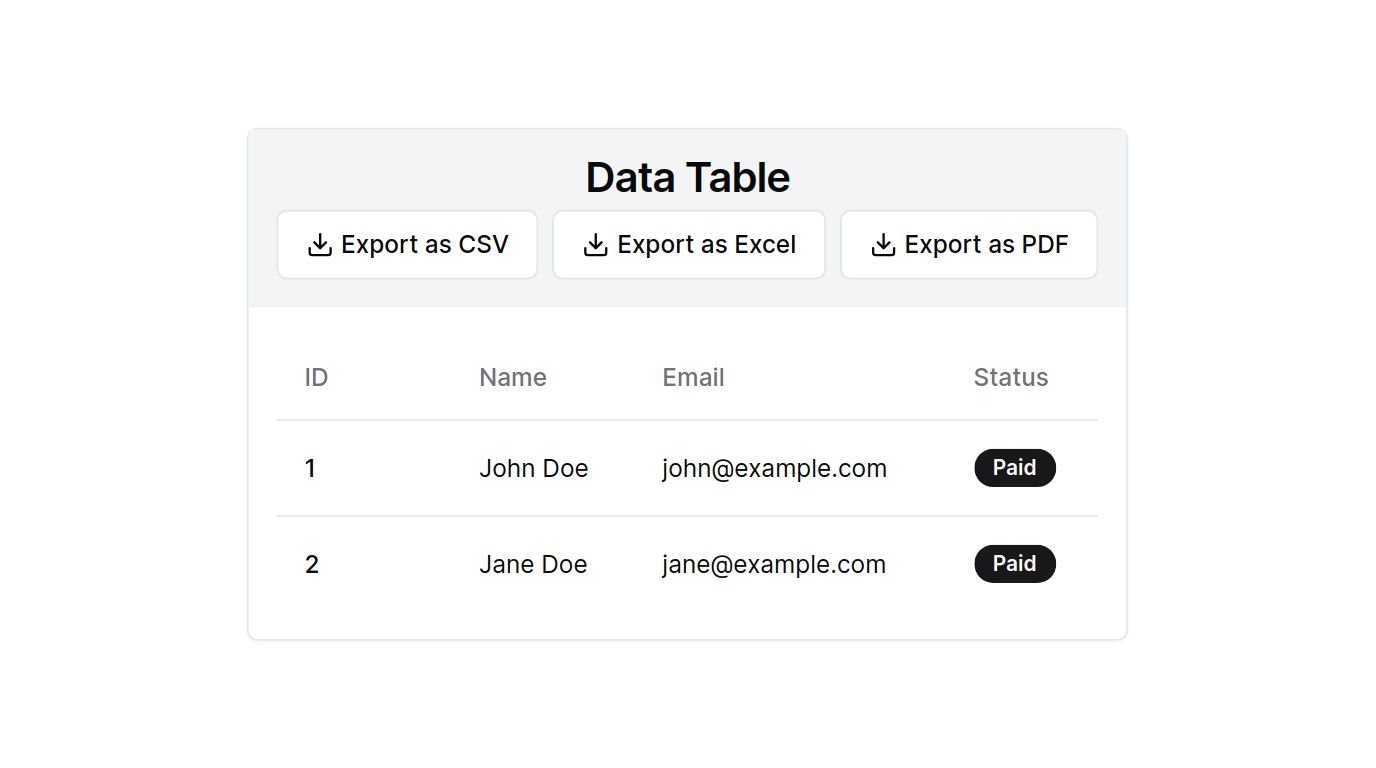 Data Table
Export as CSV Export as Excel Export as PDF
ID Name Email Status
1 John Doe john@example.com Paid
2 Jane Doe jane@example.com Paid